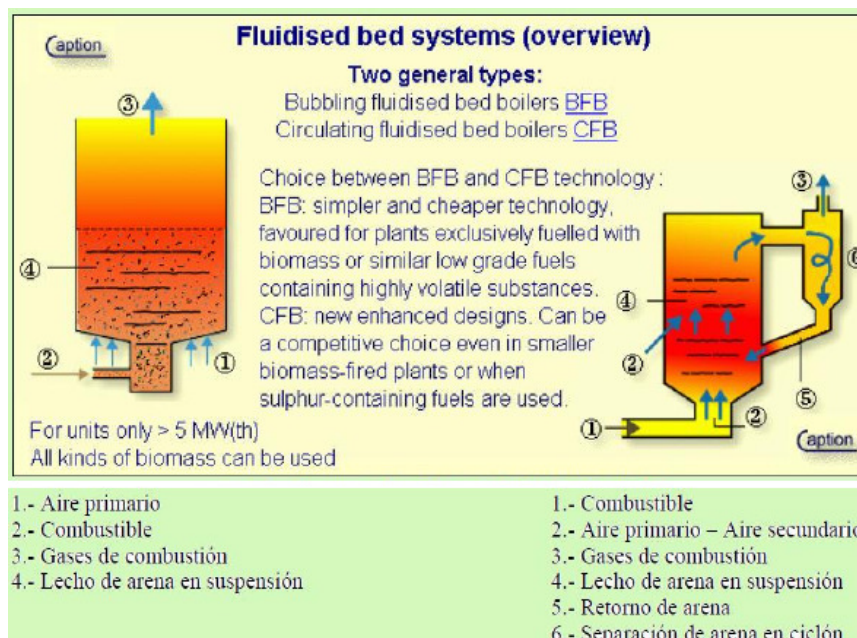 Caption
Fluidised bed systems (overview)
Two general types:
Bubbling fluidised bed boilers BFB
Circulating fluidised bed boilers CFB
Choice between BFB and CFB technology :
BFB: simpler and cheaper technology,
favoured for plants exclusively fuelled with
biomass or similar low grade fuels
containing highly volatile substances.
CFB: new enhanced designs. Can be
a competitive choice even in smaller
biomass-fired plants or when
sulphur-containing fuels are used.
③
④
②
①
For units only > 5 MW(th)
All kinds of biomass can be used
③
⑥
④
②
⑤
①
②
Caption
1.- Aire primario
2.- Combustible
3.- Gases de combustión
4.- Lecho de arena en suspensión
1.- Combustible
2.- Aire primario – Aire secundario
3.- Gases de combustión
4.- Lecho de arena en suspensión
5.- Retorno de arena
6.- Separación de arena en ciclón